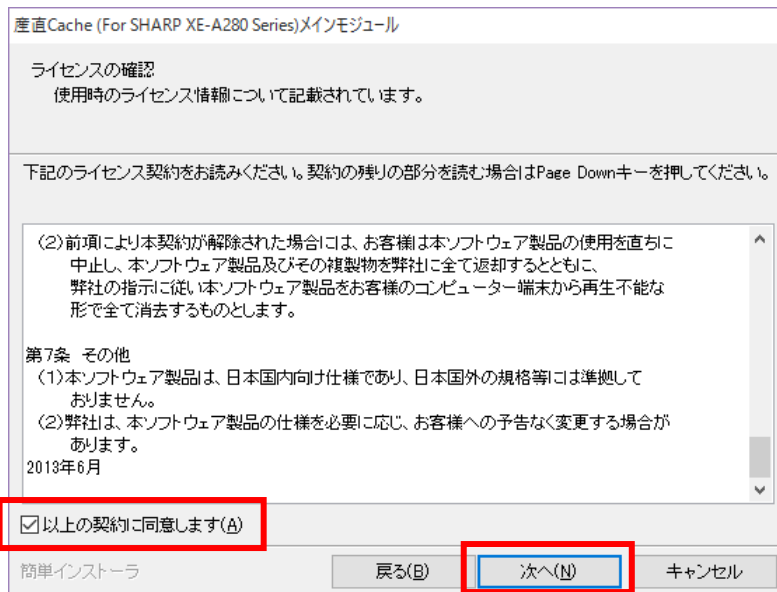 産直Cache (For SHARP XE-A280 Series)メインモジュール
ライセンスの確認
使用時のライセンス情報について記載されています。
下記のライセンス契約をお読みください。契約の残りの部分を読む場合はPage Downキーを押してください。
(2)前項により本契約が解除された場合には、お客様は本ソフトウェア製品の使用を直ちに
中止し、本ソフトウェア製品及びその複製物を弊社に全て返却するとともに、
弊社の指示に従い本ソフトウェア製品をお客様のコンピューター端末から再生不能な
形で全て消去するものとします。
第7条 その他
(1)本ソフトウェア製品は、日本国内向け仕様であり、日本国外の規格等には準拠して
おりません。
(2)弊社は、本ソフトウェア製品の仕様を必要に応じ、お客様への予告なく変更する場合が
あります。
2013年6月
以上の契約に同意します(A)
簡単インストーラ 戻る(B) 次へ(N) キャンセル